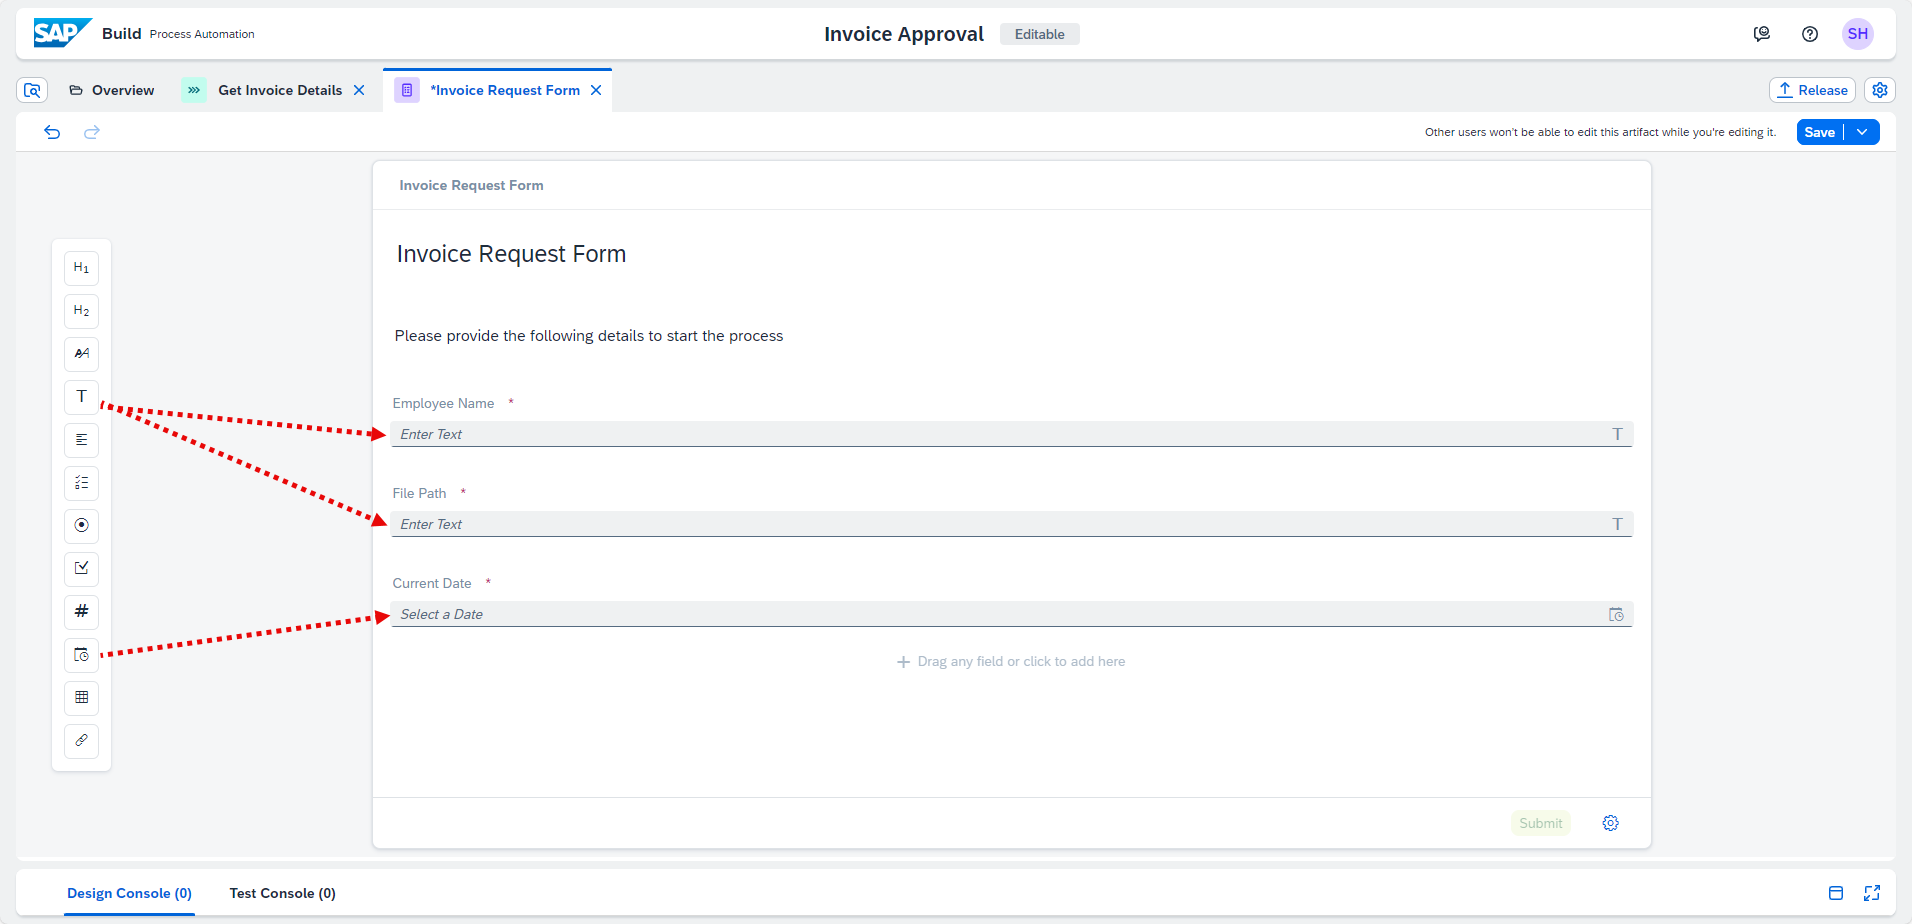 SAP Build Process Automation
Invoice Approval Editable
SH
Overview
Get Invoice Details
*Invoice Request Form
Release
Other users won't be able to edit this artifact while you're editing it.
Save
Invoice Request Form
Invoice Request Form
Please provide the following details to start the process
H1
H2
AA
T
#
Employee Name *
Enter Text T
File Path *
Enter Text T
Current Date *
Select a Date
+ Drag any field or click to add here
Submit
Design Console (0)
Test Console (0)